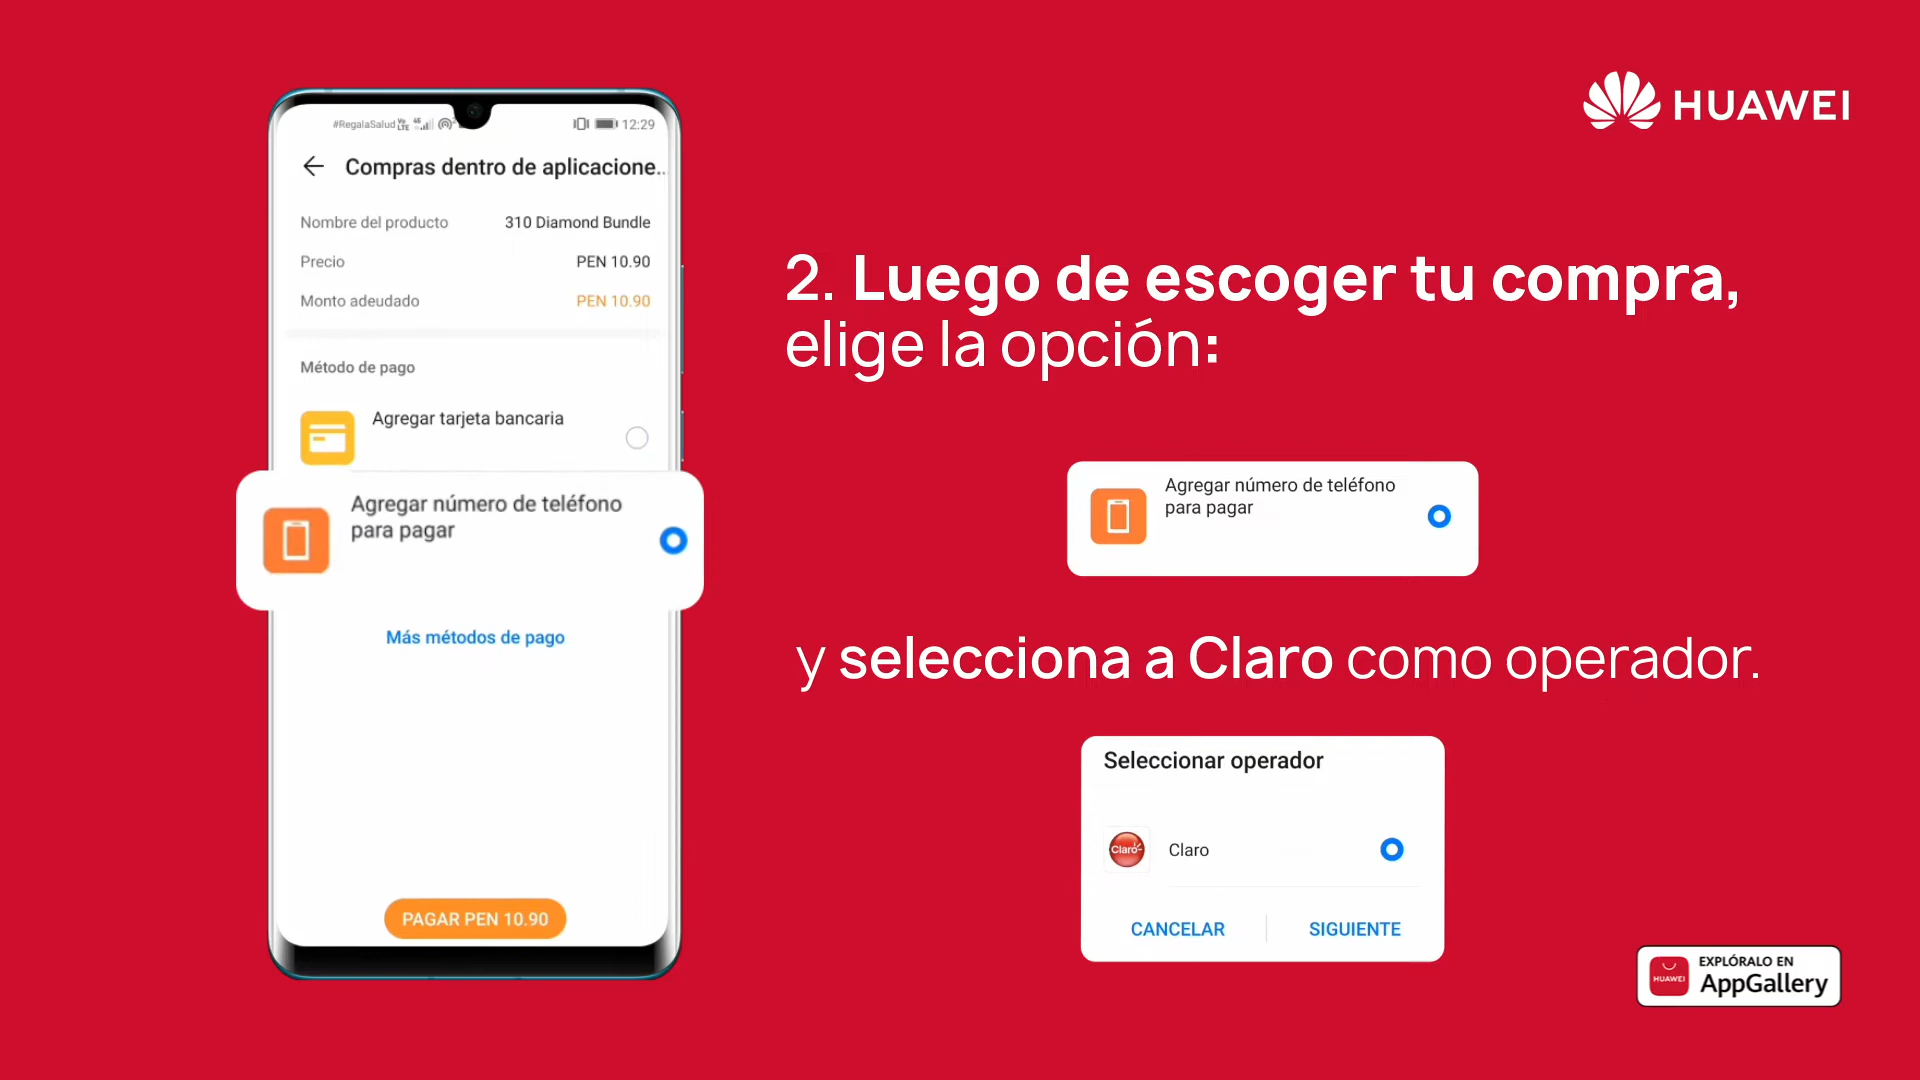 #RegalaSalud Vo LTE 4G 12:29
Compras dentro de aplicacione...
Nombre del producto 310 Diamond Bundle
Precio PEN 10.90
Monto adeudado PEN 10.90
Método de pago
Agregar tarjeta bancaria
Agregar número de teléfono
para pagar
Más métodos de pago
PAGAR PEN 10.90
HUAWEI
2. Luego de escoger tu compra,
elige la opción:
Agregar número de teléfono
para pagar
y selecciona a Claro como operador.
Seleccionar operador
Claro Claro
CANCELAR SIGUIENTE
EXPLÓRALO EN
HUAWEI AppGallery